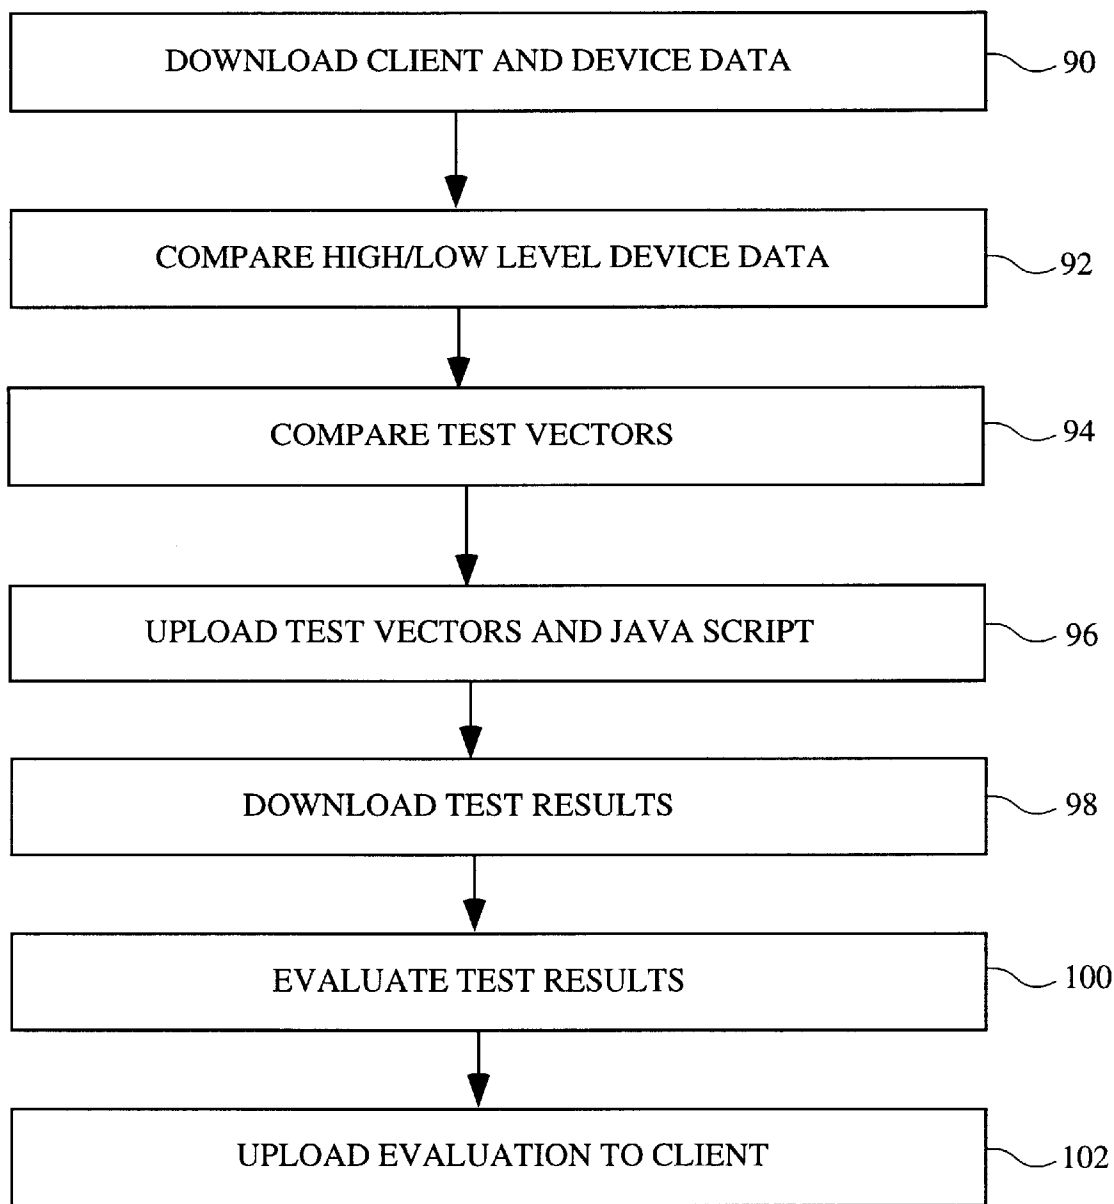 DOWNLOAD CLIENT AND DEVICE DATA
90
COMPARE HIGH/LOW LEVEL DEVICE DATA
92
COMPARE TEST VECTORS
94
UPLOAD TEST VECTORS AND JAVA SCRIPT
96
DOWNLOAD TEST RESULTS
98
EVALUATE TEST RESULTS
100
UPLOAD EVALUATION TO CLIENT
102